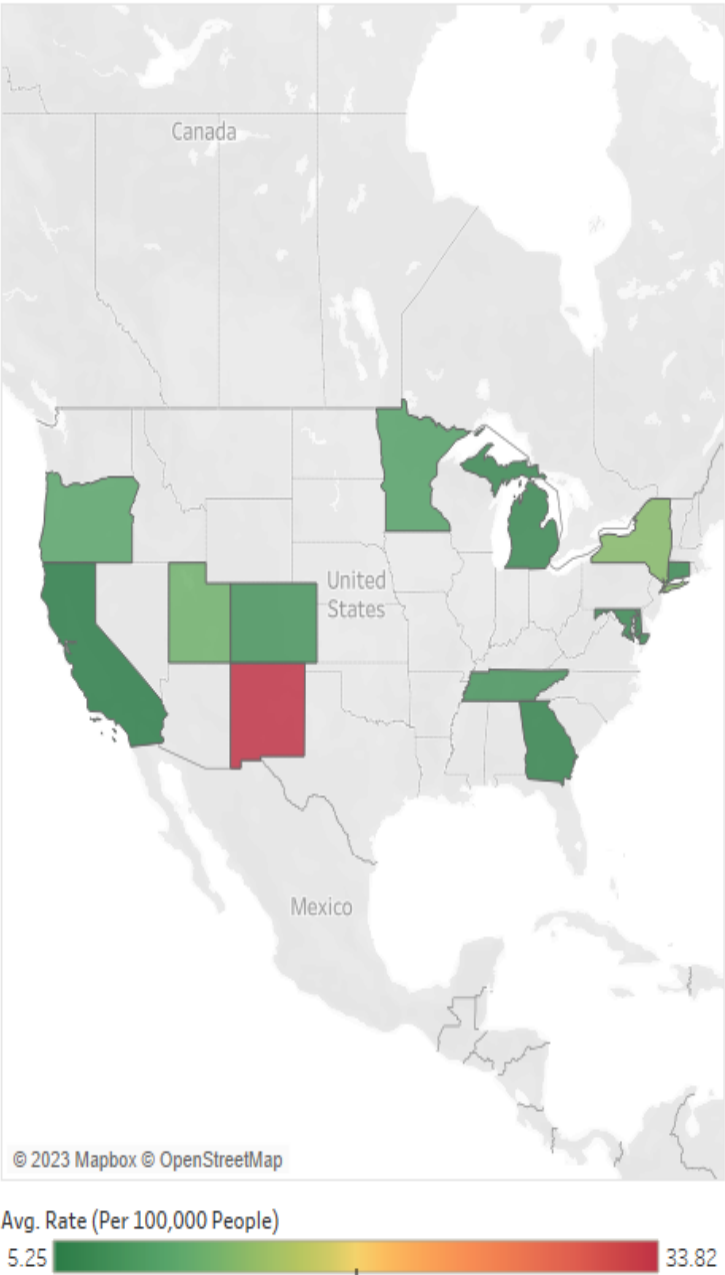 Canada
United
States
Mexico
© 2023 Mapbox © OpenStreetMap
Avg. Rate (Per 100,000 People)
5.25 33.82